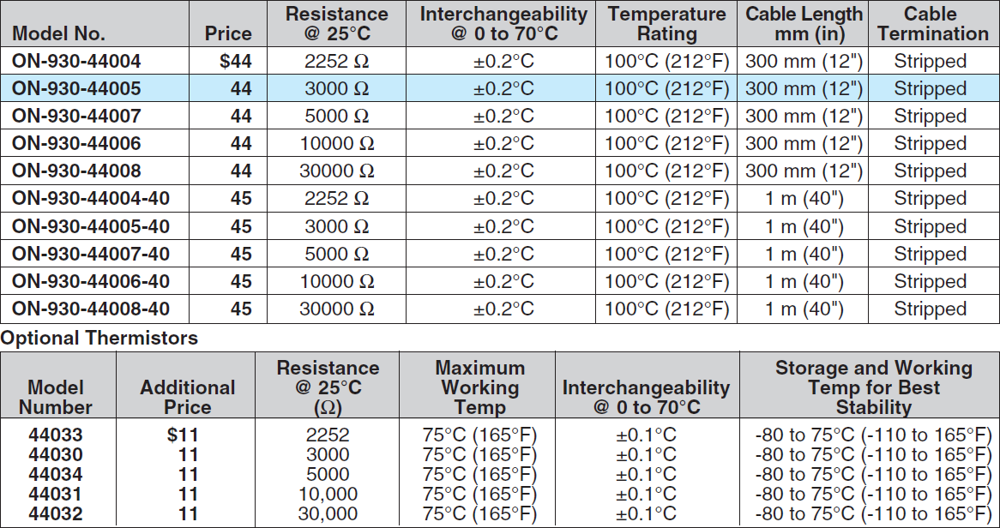 Model No. Price Resistance @ 25°C Interchangeability @ 0 to 70°C Temperature Rating Cable Length mm (in) Cable Termination
ON-930-44004 $44 2252 Ω ±0.2°C 100°C (212°F) 300 mm (12") Stripped
ON-930-44005 44 3000 Ω ±0.2°C 100°C (212°F) 300 mm (12") Stripped
ON-930-44007 44 5000 Ω ±0.2°C 100°C (212°F) 300 mm (12") Stripped
ON-930-44006 44 10000 Ω ±0.2°C 100°C (212°F) 300 mm (12") Stripped
ON-930-44008 44 30000 Ω ±0.2°C 100°C (212°F) 300 mm (12") Stripped
ON-930-44004-40 45 2252 Ω ±0.2°C 100°C (212°F) 1 m (40") Stripped
ON-930-44005-40 45 3000 Ω ±0.2°C 100°C (212°F) 1 m (40") Stripped
ON-930-44007-40 45 5000 Ω ±0.2°C 100°C (212°F) 1 m (40") Stripped
ON-930-44006-40 45 10000 Ω ±0.2°C 100°C (212°F) 1 m (40") Stripped
ON-930-44008-40 45 30000 Ω ±0.2°C 100°C (212°F) 1 m (40") Stripped
Optional Thermistors
Model Number Additional Price Resistance @ 25°C (Ω) Maximum Working Temp Interchangeability @ 0 to 70°C Storage and Working Temp for Best Stability
44033 $11 2252 75°C (165°F) ±0.1°C -80 to 75°C (-110 to 165°F)
44030 11 3000 75°C (165°F) ±0.1°C -80 to 75°C (-110 to 165°F)
44034 11 5000 75°C (165°F) ±0.1°C -80 to 75°C (-110 to 165°F)
44031 11 10,000 75°C (165°F) ±0.1°C -80 to 75°C (-110 to 165°F)
44032 11 30,000 75°C (165°F) ±0.1°C -80 to 75°C (-110 to 165°F)